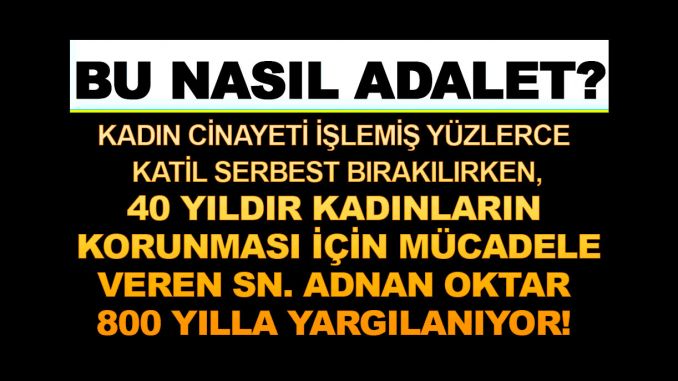 BU NASIL ADALET?
KADIN CİNAYETİ İŞLEMİŞ YÜZLERCE
KATİL SERBEST BIRAKILIRKEN,
40 YILDIR KADINLARIN
KORUNMASI İÇİN MÜCADELE
VEREN SN. ADNAN OKTAR
800 YILLA YARGILANIYOR!